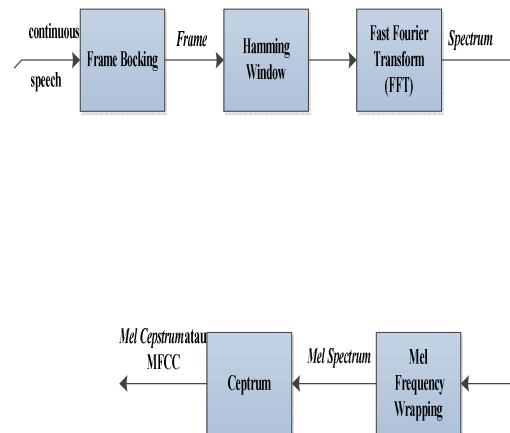 continuous
speech
Frame Bocking
Frame
Hamming
Window
Fast Fourier
Transform
(FFT)
Spectrum
Mel Cepstrumatau
MFCC
Ceptrum
Mel Spectrum
Mel
Frequency
Wrapping